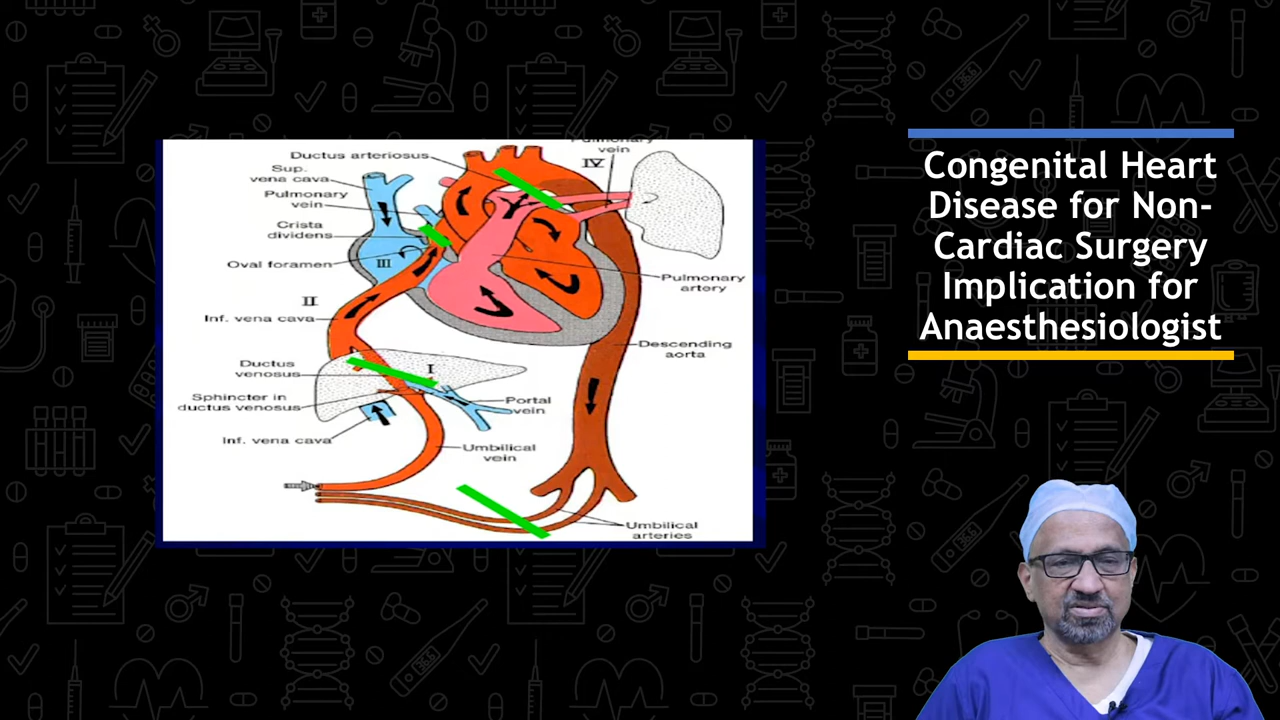 Pulmonary
vein
Ductus arteriosus
IV
Sup.
vena cava
Pulmonary
vein
Crista
dividens
III
Oval foramen
Pulmonary
artery
II
Inf. vena cava
Descending
aorta
Ductus
venosus
I
Sphincter in
ductus venosus
Portal
vein
Inf. vena cava
Umbilical
vein
Umbilical
arteries
Congenital Heart
Disease for Non-
Cardiac Surgery
Implication for
Anaesthesiologist